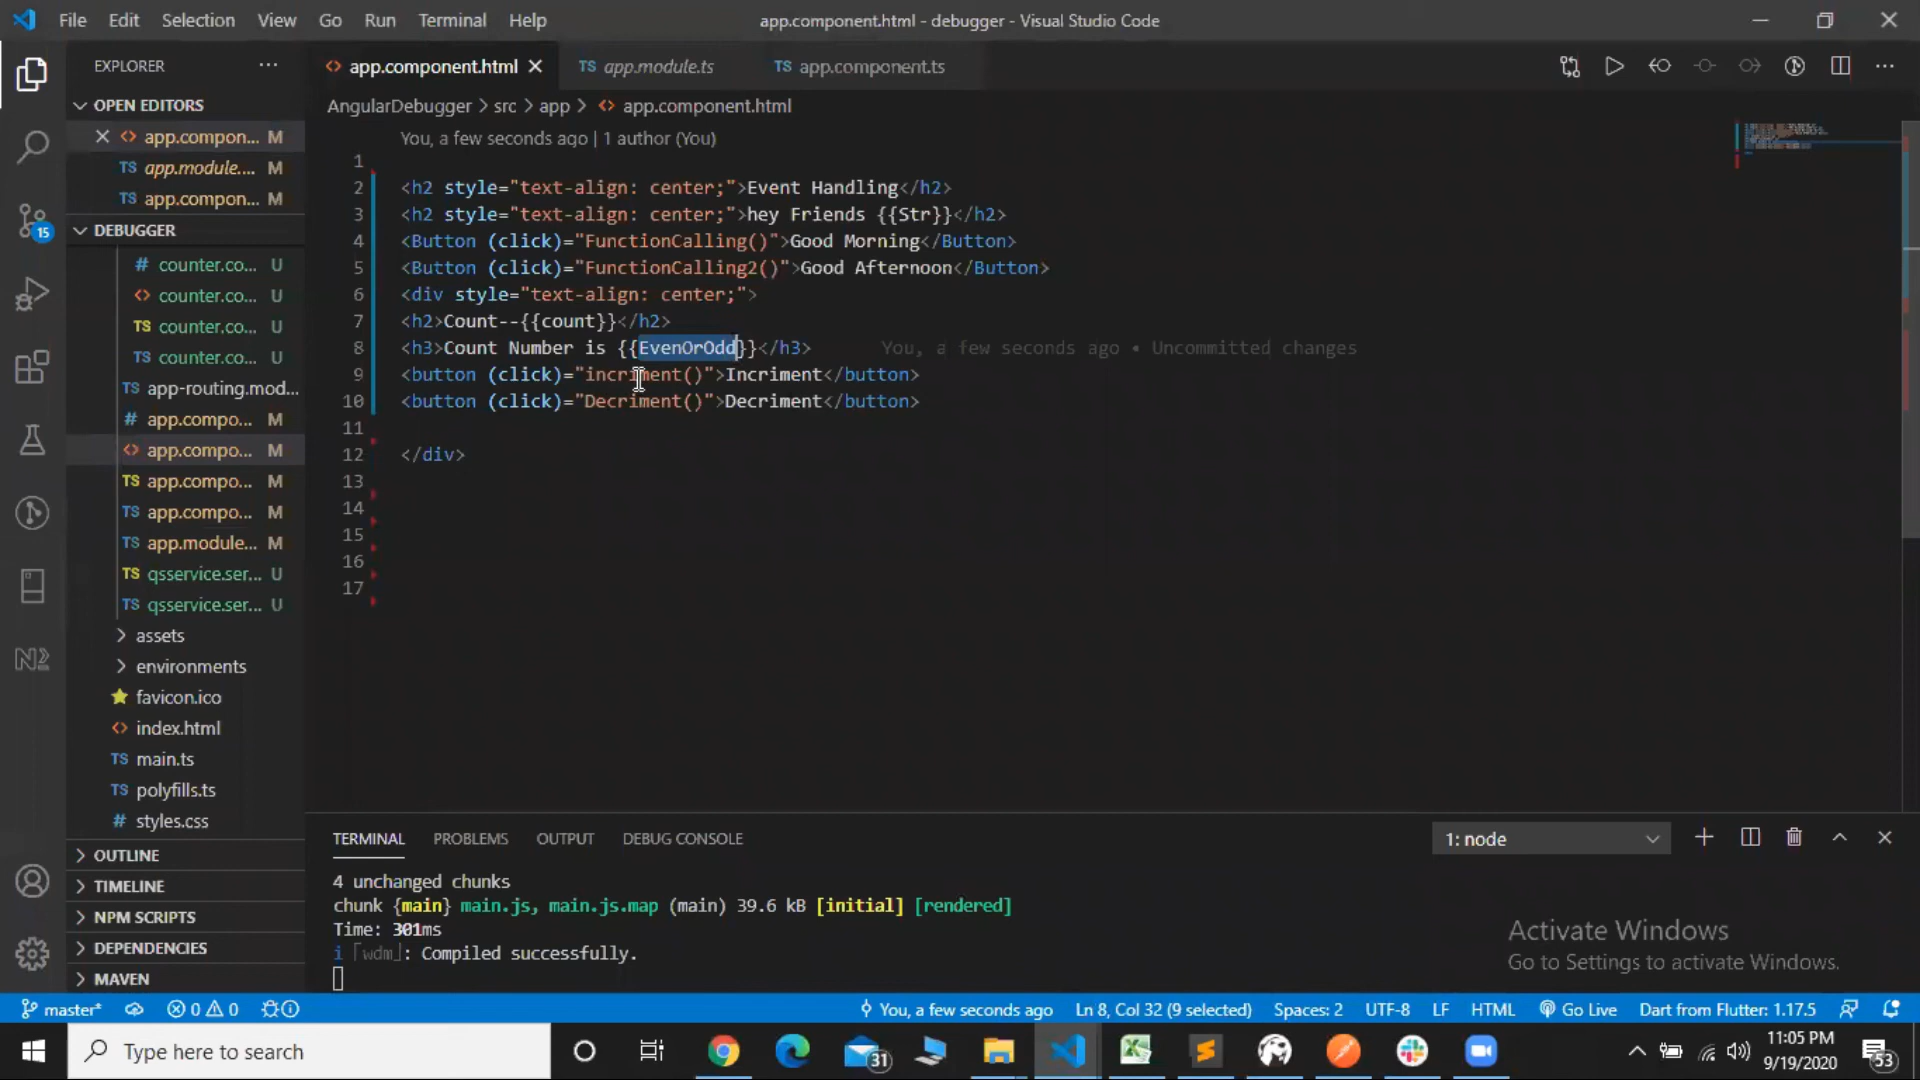 File Edit Selection View Go Run Terminal Help
app.component.html - debugger - Visual Studio Code
EXPLORER
OPEN EDITORS
app.compon... M
app.module.... M
app.compon... M
DEBUGGER
counter.co... U
counter.co... U
counter.co... U
counter.co... U
app-routing.mod...
app.compo... M
app.compo... M
app.compo... M
app.compo... M
app.module... M
qsservice.ser... U
qsservice.ser... U
assets
environments
favicon.ico
index.html
main.ts
polyfills.ts
styles.css
OUTLINE
TIMELINE
NPM SCRIPTS
DEPENDENCIES
MAVEN
15
app.component.html
app.module.ts
app.component.ts
AngularDebugger > src > app > app.component.html
You, a few seconds ago | 1 author (You)
1
2 <h2 style="text-align: center;">Event Handling</h2>
3 <h2 style="text-align: center;">hey Friends {{Str}}</h2>
4 <Button (click)="FunctionCalling()">Good Morning</Button>
5 <Button (click)="FunctionCalling2()">Good Afternoon</Button>
6 <div style="text-align: center;">
7 <h2>Count--{{count}}</h2>
8 <h3>Count Number is {{EvenOrOdd}}</h3> You, a few seconds ago • Uncommitted changes
9 <button (click)="incriment()">Incriment</button>
10 <button (click)="Decriment()">Decriment</button>
11
12 </div>
13
14
15
16
17
TERMINAL PROBLEMS OUTPUT DEBUG CONSOLE
1: node
4 unchanged chunks
chunk {main} main.js, main.js.map (main) 39.6 kB [initial] [rendered]
Time: 301ms
i ｢wdm｣: Compiled successfully.
Activate Windows
Go to Settings to activate Windows.
master* 0 0 You, a few seconds ago Ln 8, Col 32 (9 selected) Spaces: 2 UTF-8 LF HTML Go Live Dart from Flutter: 1.17.5
Type here to search
31
11:05 PM
9/19/2020
53